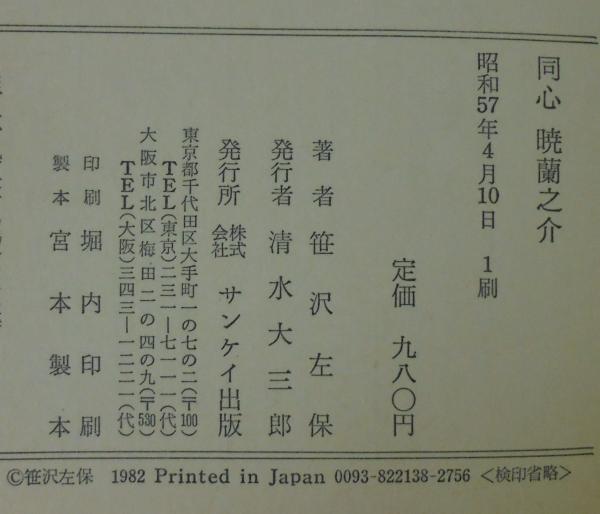 同心 暁蘭之介
昭和57年4月10日 1刷
定価 九八〇円
著者 笹沢左保
発行者 清水大三郎
発行所 株式会社 サンケイ出版
東京都千代田区大手町一の七の二(〒100)
TEL(東京)二三一―七一一一(代)
大阪市北区梅田二の四の九(〒530)
TEL(大阪)三四三―一二二一(代)
印刷 堀内印刷
製本 宮本製本
©笹沢左保 1982 Printed in Japan 0093-822138-2756 <検印省略>